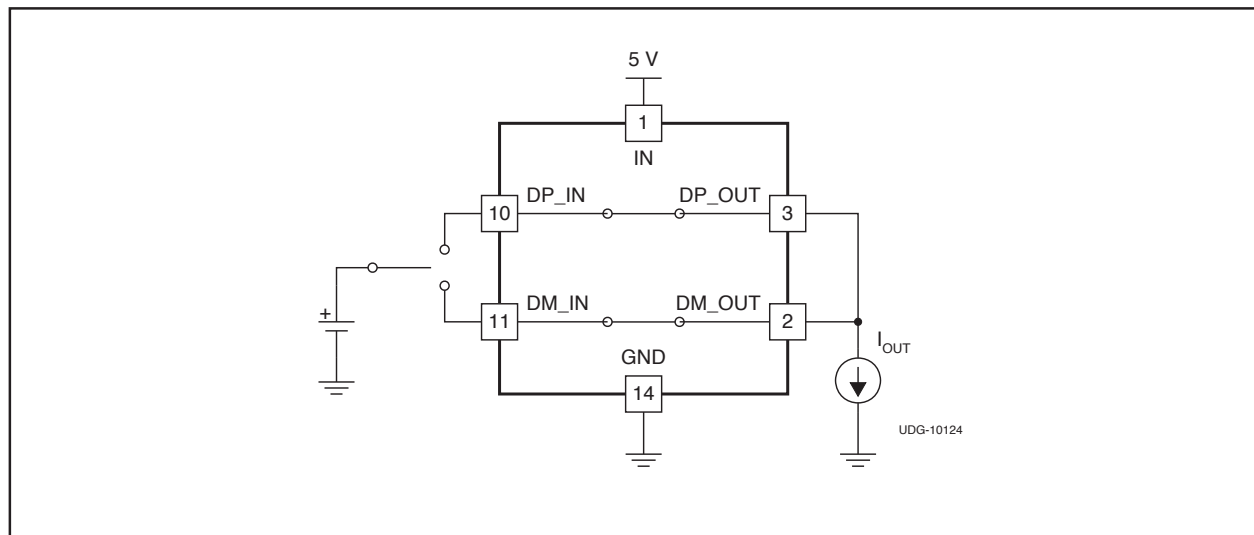 5 V
1
IN
DP_IN DP_OUT
10 3
DM_IN DM_OUT
+
11 2
GND
I_OUT
14
UDG-10124